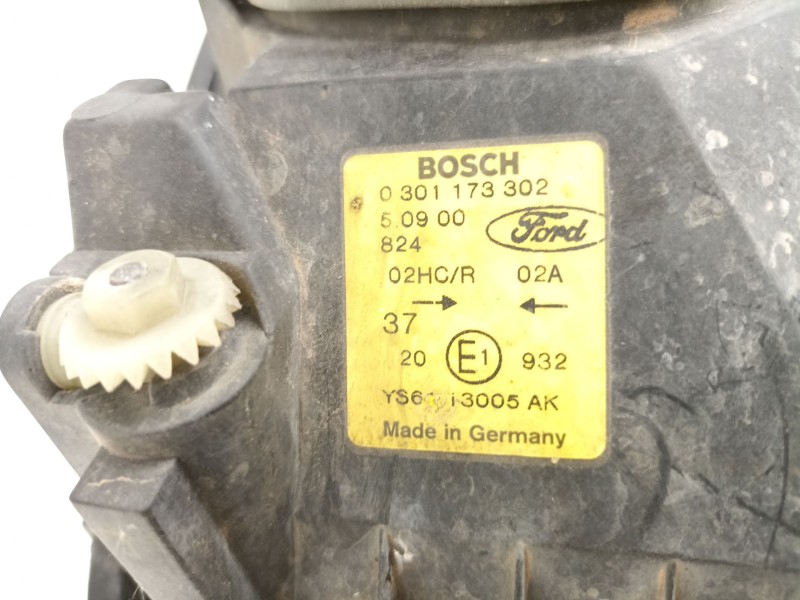 BOSCH
0 301 173 302
5.09 00
824 Ford
02HC/R 02A
37
20 E1 932
13005 AK
Made in Germany